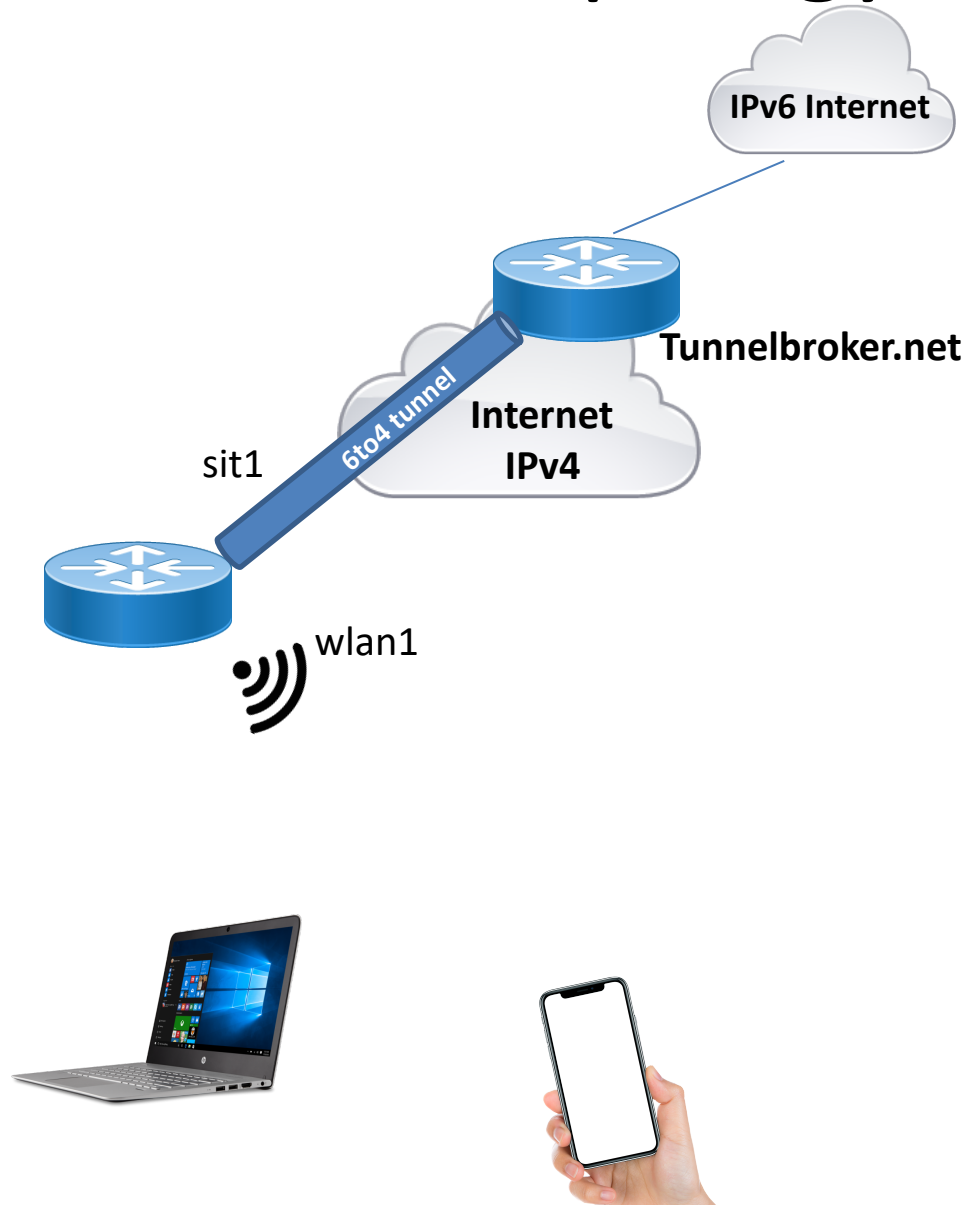 IPv6 Internet
Tunnelbroker.net
Internet
IPv4
6to4 tunnel
sit1
wlan1